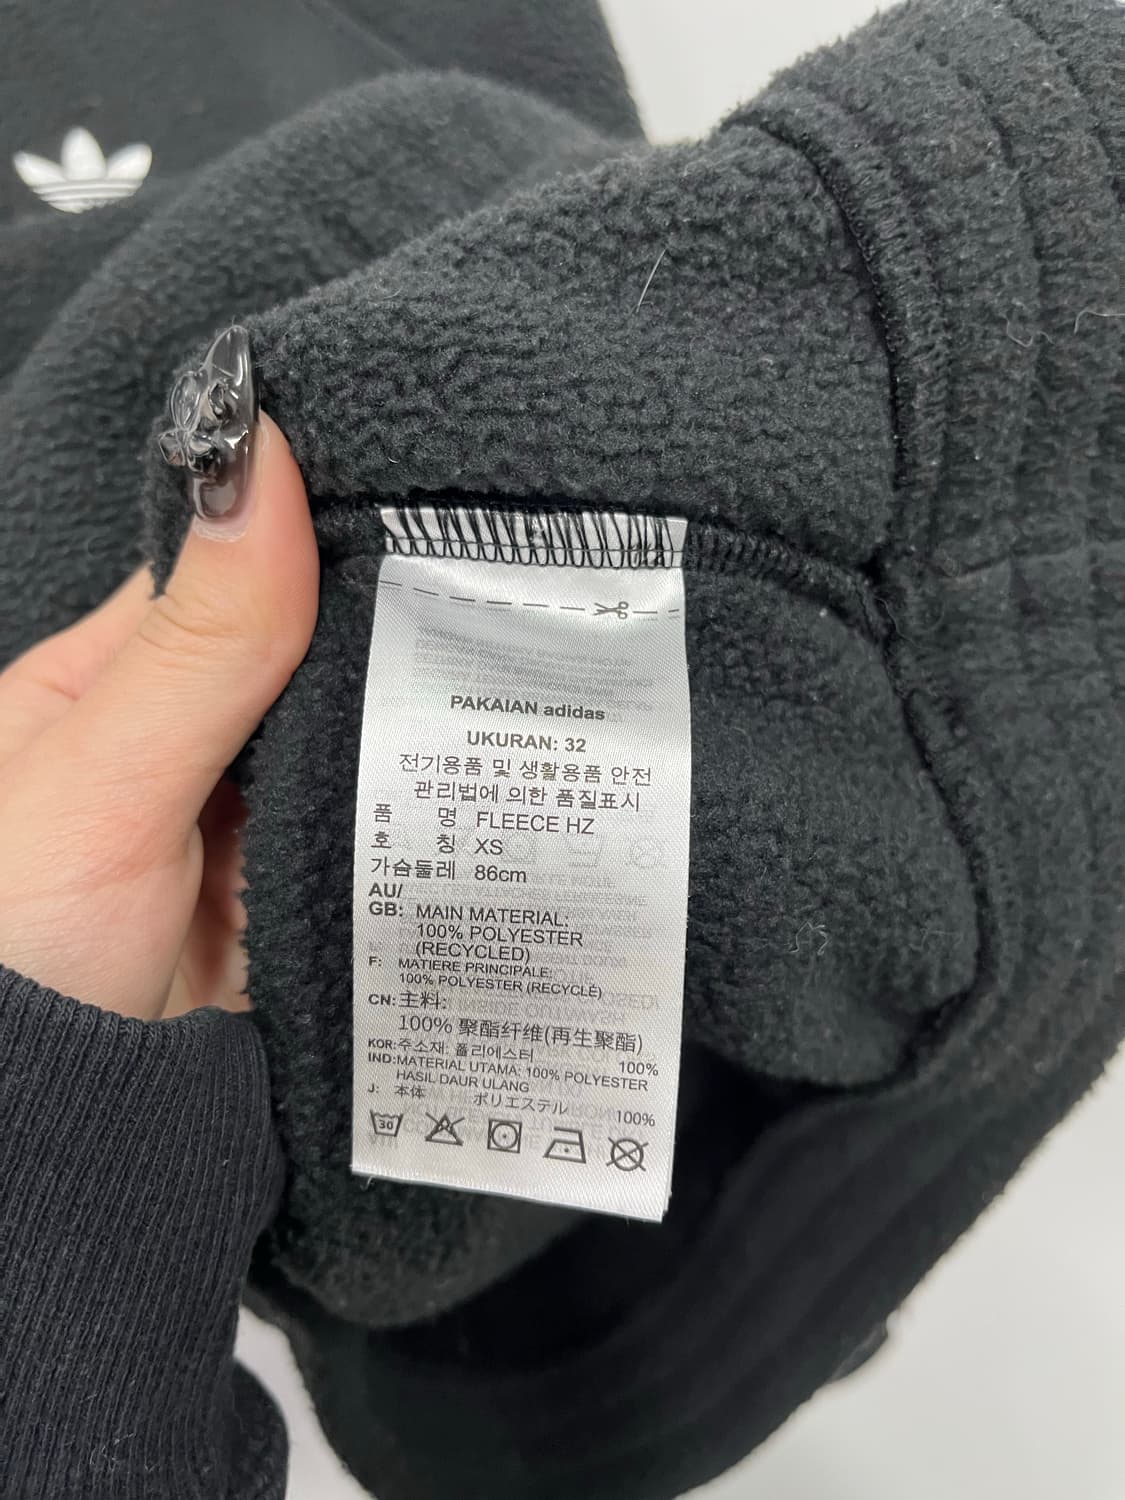 PAKAIAN adidas
UKURAN: 32
전기용품 및 생활용품 안전
관리법에 의한 품질표시
품 명 FLEECE HZ
호 칭 XS
가슴둘레 86cm
AU/
GB: MAIN MATERIAL:
100% POLYESTER
(RECYCLED)
F: MATIERE PRINCIPALE:
100% POLYESTER (RECYCLÉ)
CN: 主料:
100% 聚酯纤维(再生聚酯)
KOR: 주소재: 폴리에스터 100%
IND: MATERIAL UTAMA: 100% POLYESTER
HASIL DAUR ULANG
J: 本体 ポリエステル 100%
30